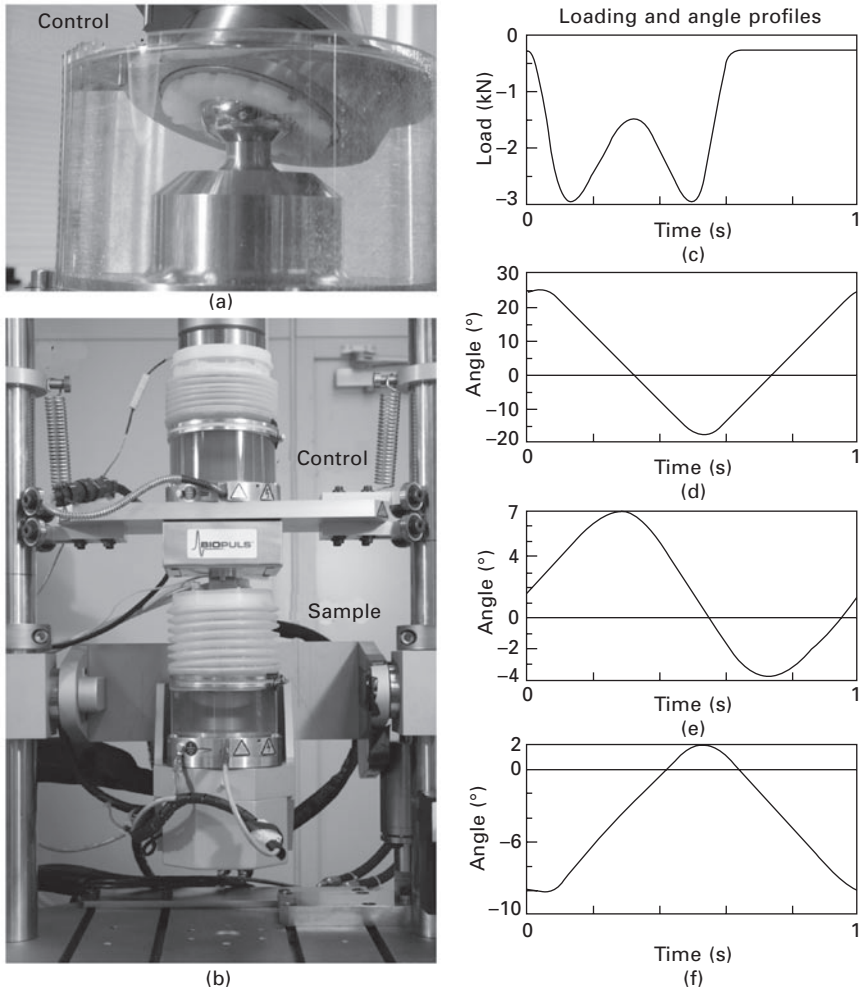 Control
(a)
Control
BIOPULS
Sample
(b)
Loading and angle profiles
0
−1
−2
−3
Load (kN)
0
1
Time (s)
(c)
30
20
10
0
−10
−20
Angle (°)
0
1
Time (s)
(d)
7
4
0
−2
−4
Angle (°)
0
1
Time (s)
(e)
2
0
−6
−10
Angle (°)
0
1
Time (s)
(f)